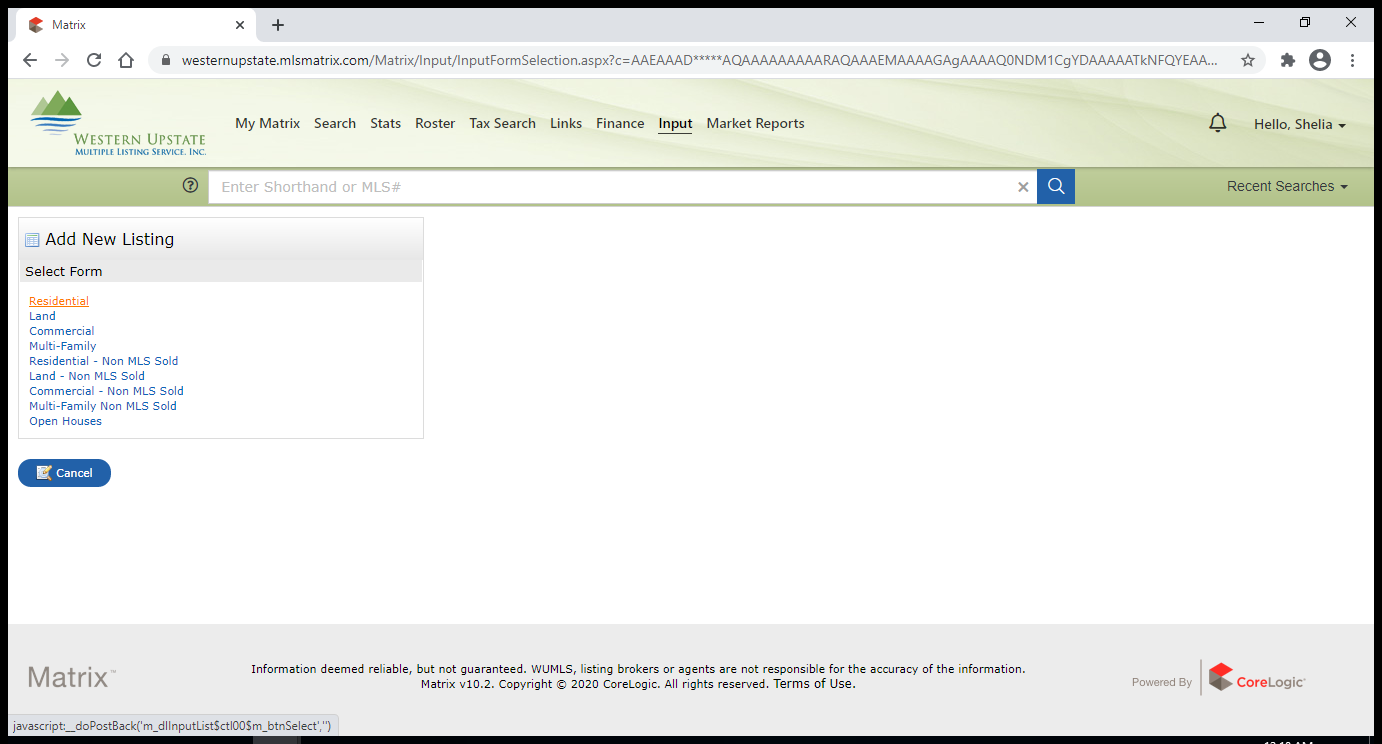 Matrix
westernupstate.mlsmatrix.com/Matrix/Input/InputFormSelection.aspx?c=AAEAAAD*****AQAAAAAAAAARAQAAAEMAAAAGAgAAAAQ0NDM1CgYDAAAAATkNFQYEAA...
WESTERN UPSTATE
MULTIPLE LISTING SERVICE, INC.
My Matrix Search Stats Roster Tax Search Links Finance Input Market Reports
Hello, Shelia
Enter Shorthand or MLS#
Recent Searches
Add New Listing
Select Form
Residential
Land
Commercial
Multi-Family
Residential - Non MLS Sold
Land - Non MLS Sold
Commercial - Non MLS Sold
Multi-Family Non MLS Sold
Open Houses
Cancel
Matrix™
Information deemed reliable, but not guaranteed. WUMLS, listing brokers or agents are not responsible for the accuracy of the information.
Matrix v10.2. Copyright © 2020 CoreLogic. All rights reserved. Terms of Use.
Powered By CoreLogic
javascript:__doPostBack('m_dlInputList$ctl00$m_btnSelect','')